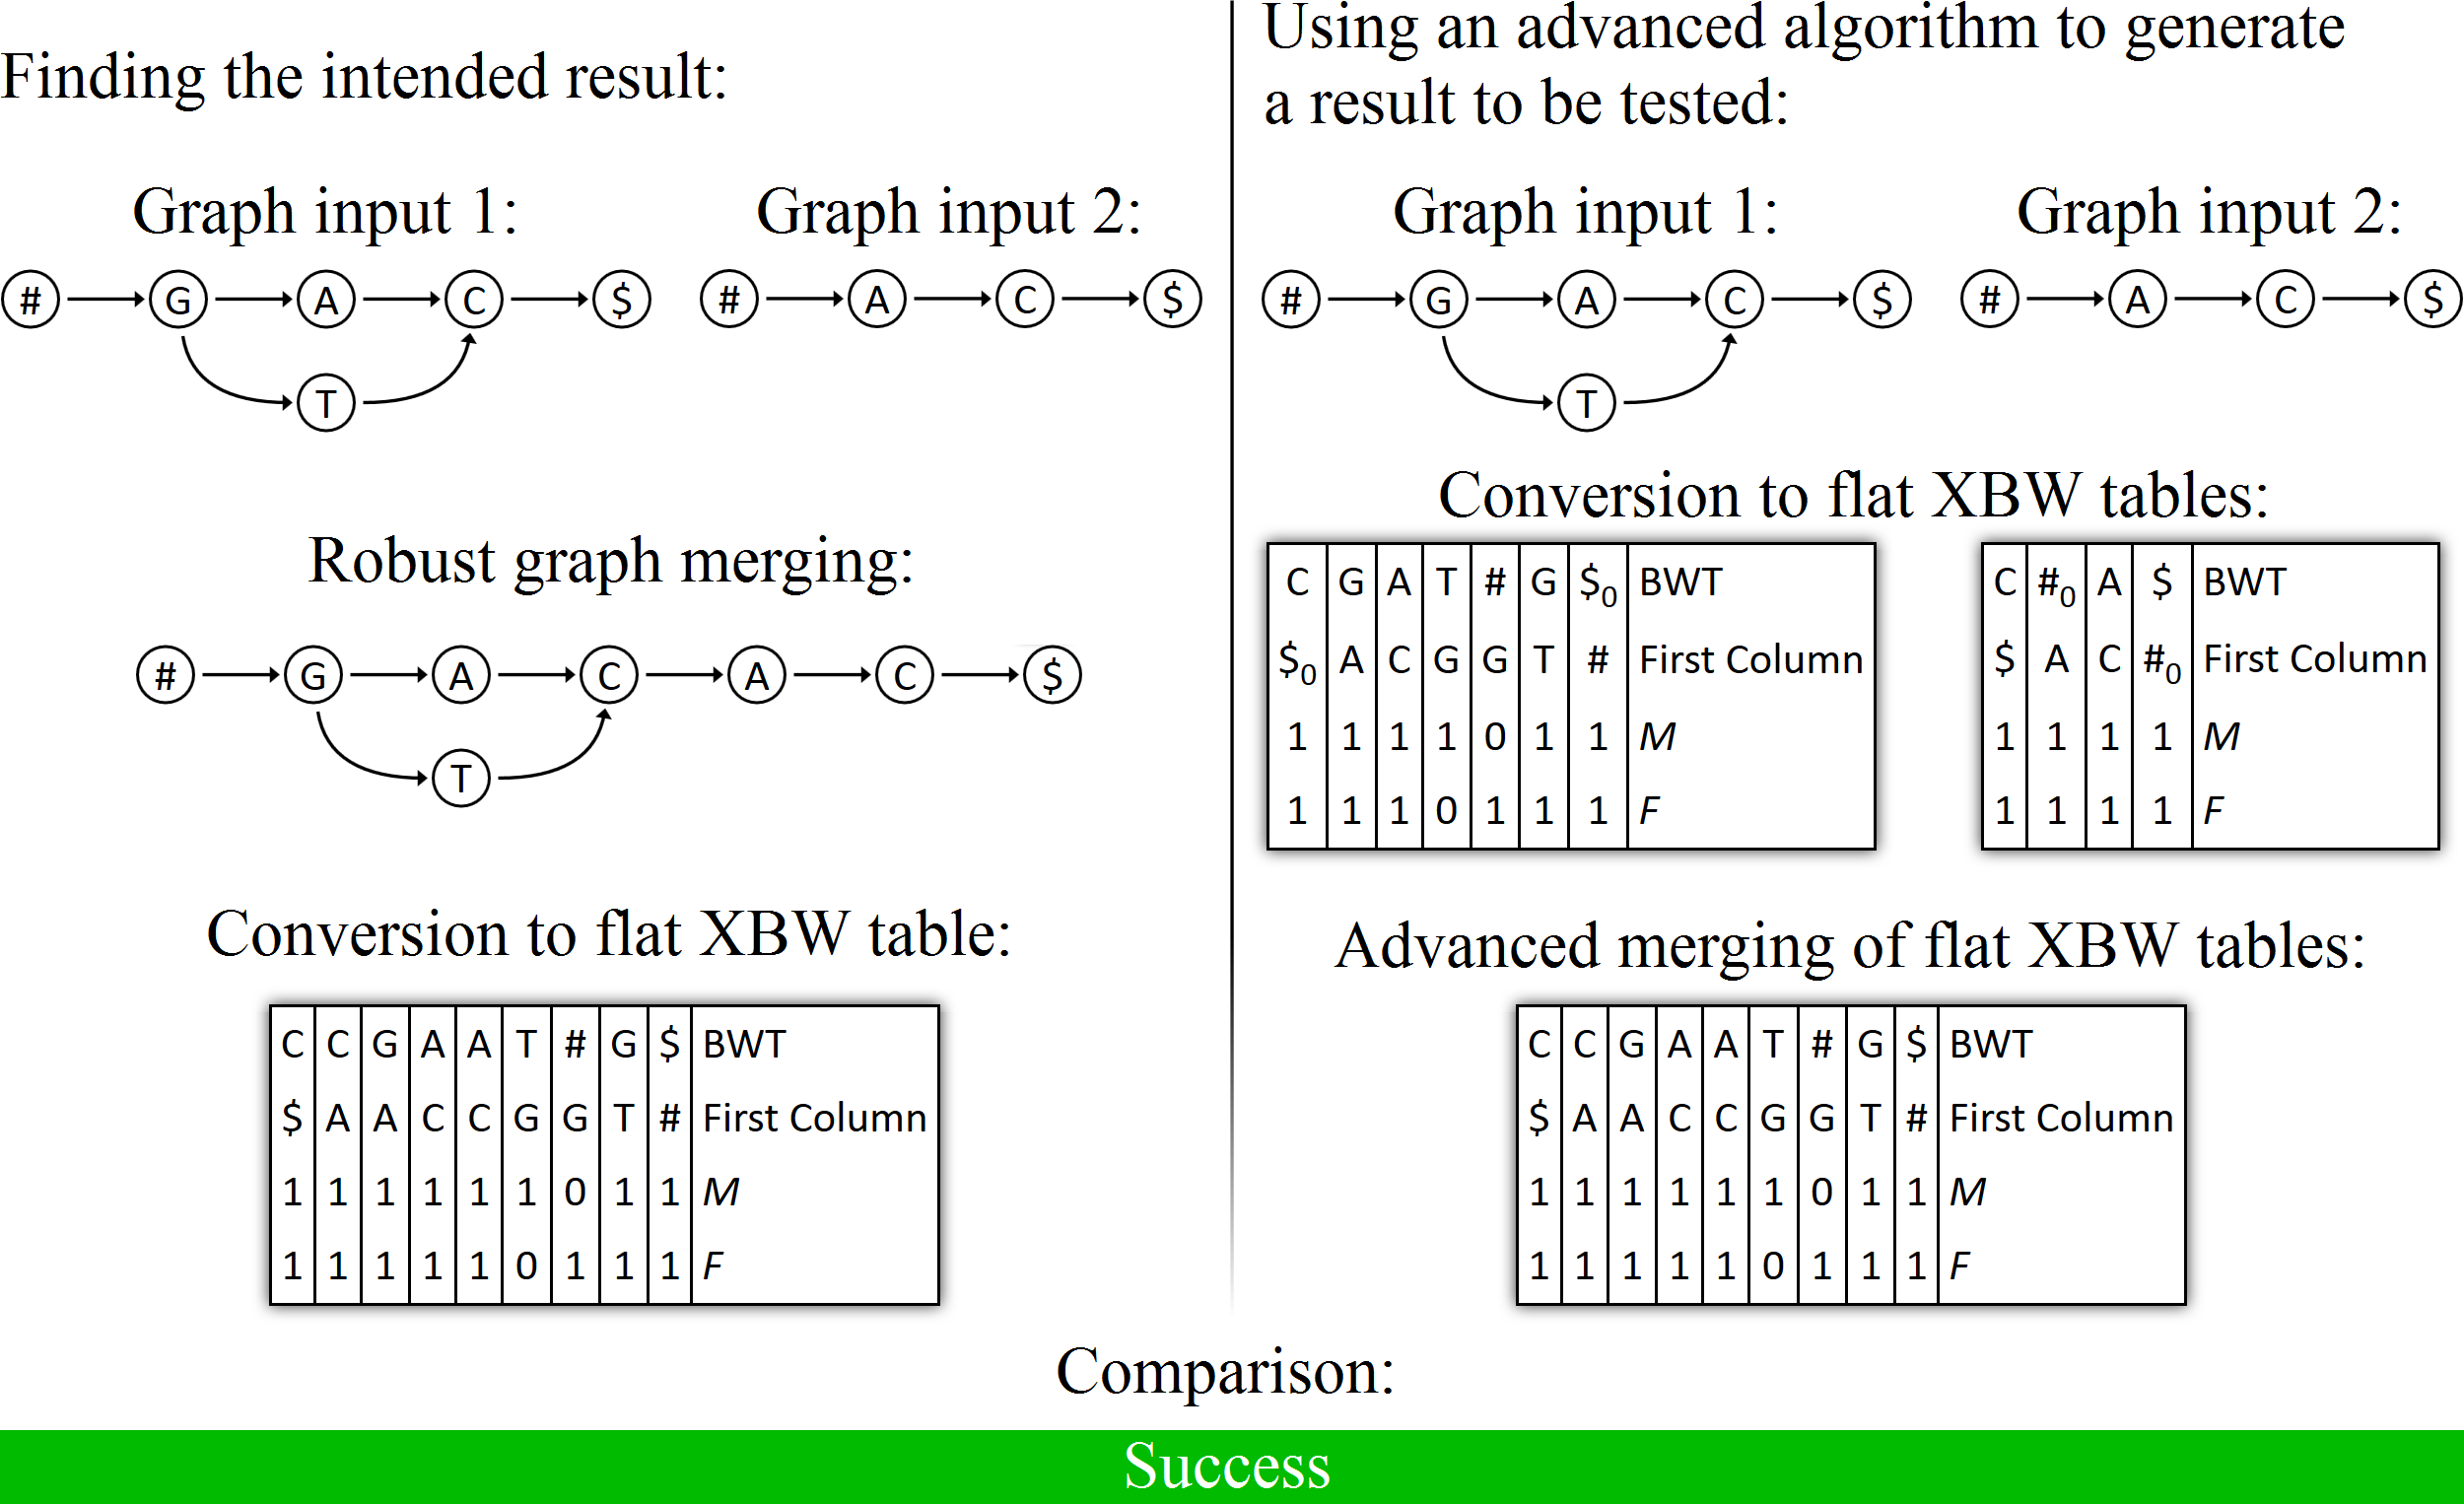 Finding the intended result:
Graph input 1: Graph input 2:
# G A C $ # A C $
T
Robust graph merging:
# G A C A C $
T
Conversion to flat XBW table:
C C G A A T # G $ BWT
$ A A C C G G T # First Column
1 1 1 1 1 1 0 1 1 M
1 1 1 1 1 0 1 1 1 F
Using an advanced algorithm to generate
a result to be tested:
Graph input 1: Graph input 2:
# G A C $ # A C $
T
Conversion to flat XBW tables:
C G A T # G $0 BWT
$0 A C G G T # First Column
1 1 1 1 0 1 1 M
1 1 1 0 1 1 1 F
C #0 A $ BWT
$ A C #0 First Column
1 1 1 1 M
1 1 1 1 F
Advanced merging of flat XBW tables:
C C G A A T # G $ BWT
$ A A C C G G T # First Column
1 1 1 1 1 1 0 1 1 M
1 1 1 1 1 0 1 1 1 F
Comparison:
Success